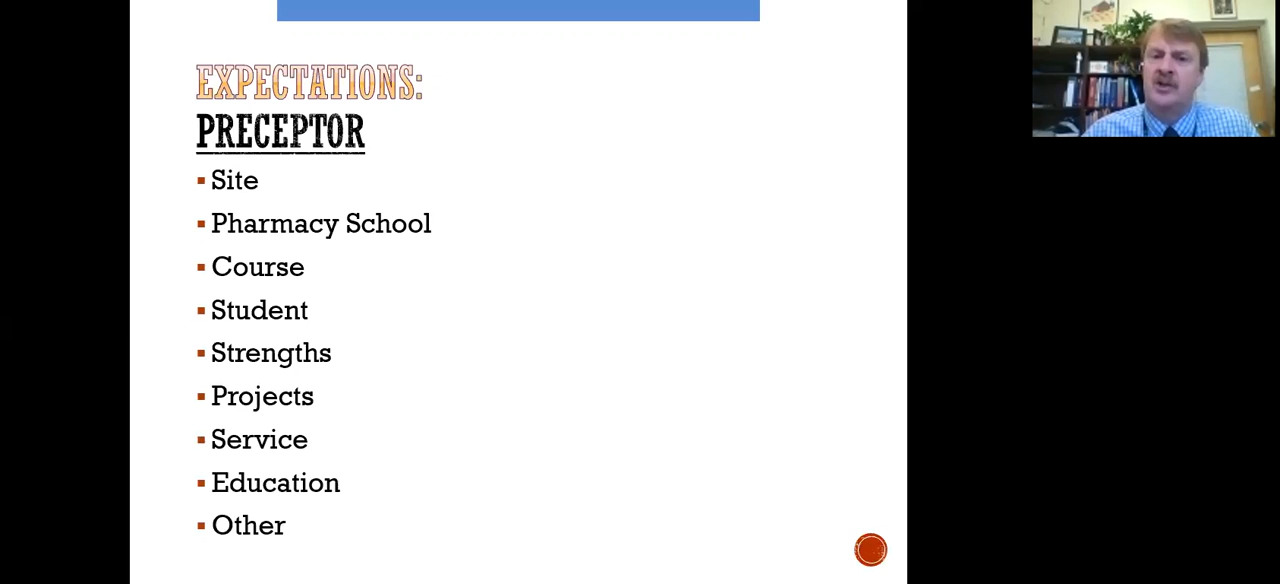 EXPECTATIONS:
PRECEPTOR
▪ Site
▪ Pharmacy School
▪ Course
▪ Student
▪ Strengths
▪ Projects
▪ Service
▪ Education
▪ Other